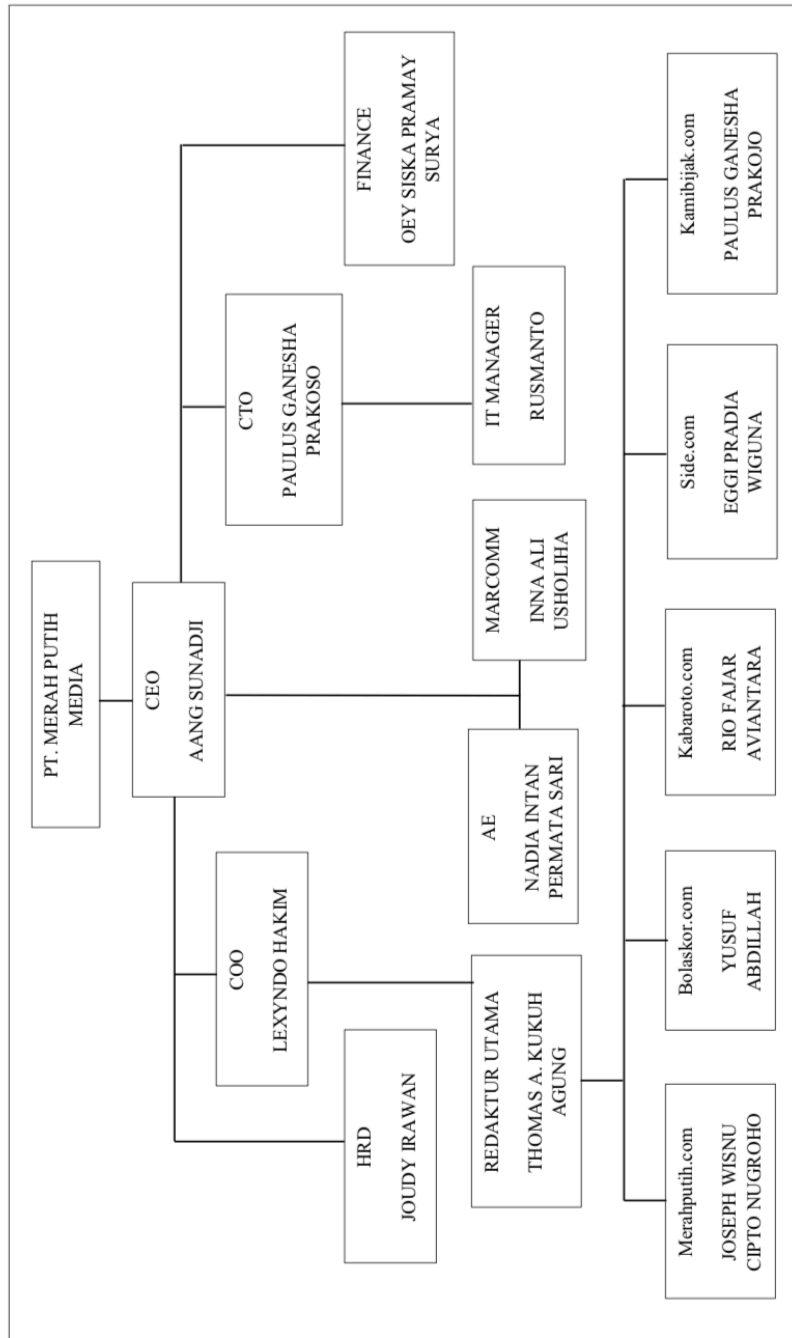 PT. MERAH PUTIH
MEDIA
CEO
AANG SUNADJI
COO
LEXYNDO HAKIM
CTO
PAULUS GANESHA
PRAKOSO
HRD
JOUDY IRAWAN
FINANCE
OEY SISKA PRAMAY
SURYA
REDAKTUR UTAMA
THOMAS A. KUKUH
AGUNG
AE
NADIA INTAN
PERMATA SARI
MARCOMM
INNA ALI
USHOLIHA
IT MANAGER
RUSMANTO
Merahputih.com
JOSEPH WISNU
CIPTO NUGROHO
Bolaskor.com
YUSUF
ABDILLAH
Kabaroto.com
RIO FAJAR
AVIANTARA
Side.com
EGGI PRADIA
WIGUNA
Kamibijak.com
PAULUS GANESHA
PRAKOJO